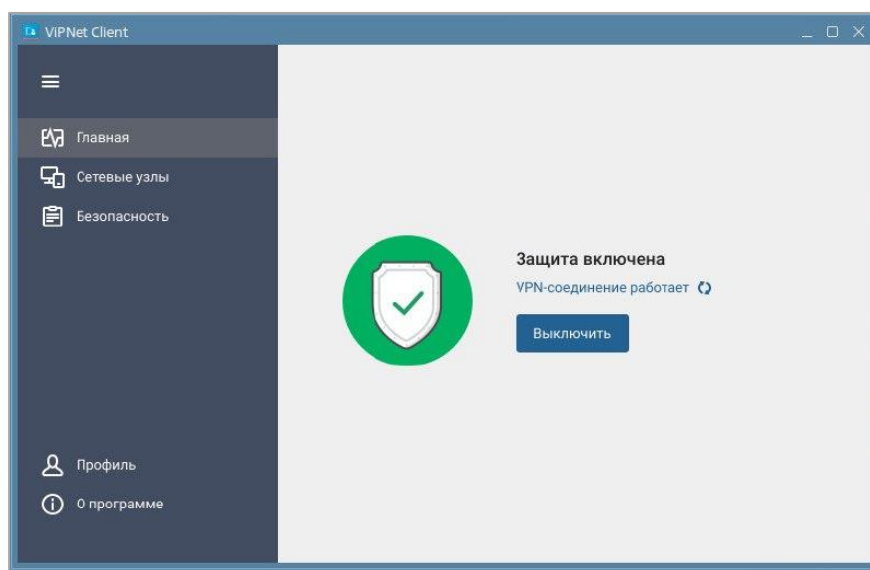 ViPNet Client
Главная
Сетевые узлы
Безопасность
Защита включена
VPN-соединение работает
Выключить
Профиль
О программе